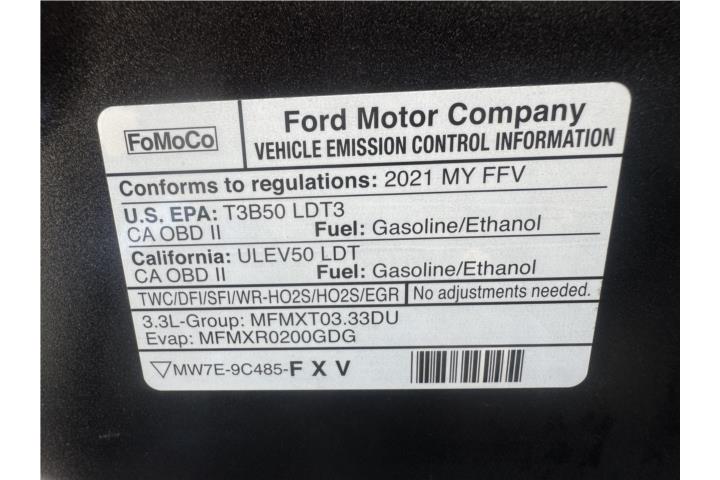 FoMoCo
Ford Motor Company
VEHICLE EMISSION CONTROL INFORMATION
Conforms to regulations: 2021 MY FFV
U.S. EPA: T3B50 LDT3
CA OBD II Fuel: Gasoline/Ethanol
California: ULEV50 LDT
CA OBD II Fuel: Gasoline/Ethanol
TWC/DFI/SFI/WR-HO2S/HO2S/EGR No adjustments needed.
3.3L-Group: MFMXT03.33DU
Evap: MFMXR0200GDG
MW7E-9C485-F X V